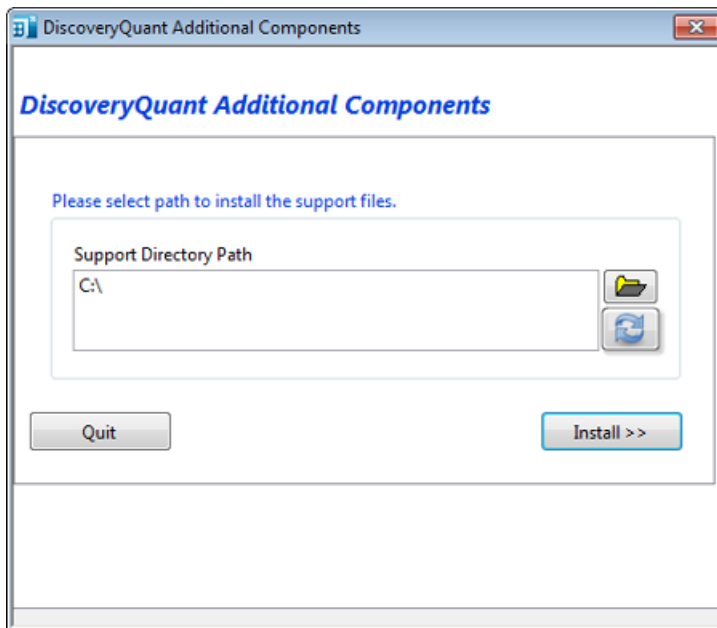 DiscoveryQuant Additional Components
DiscoveryQuant Additional Components
Please select path to install the support files.
Support Directory Path
C:\
Quit
Install >>